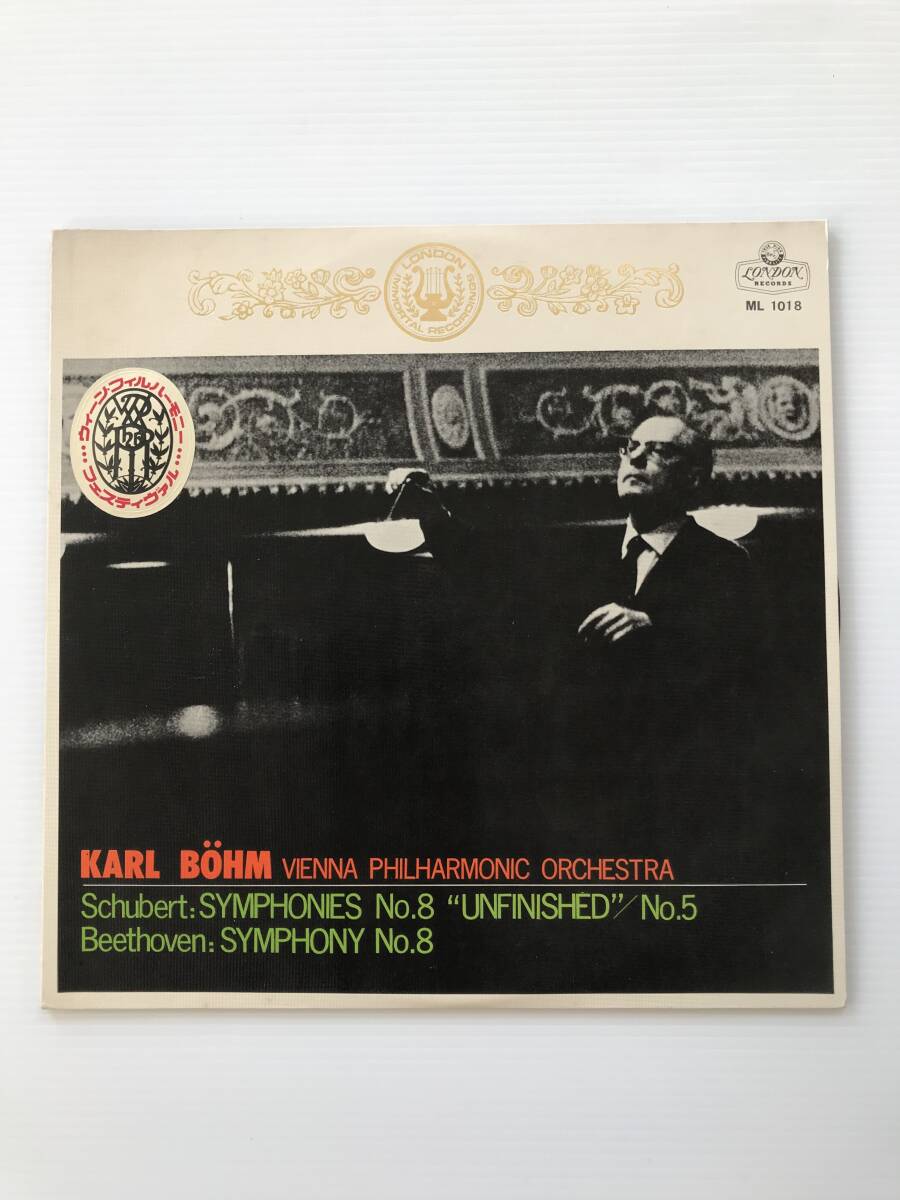 LONDON
IMMORTAL RECORDINGS
LONDON
RECORDS
ML 1018
ウィーン・フィルハーモニー
フェスティヴァル
KARL BÖHM VIENNA PHILHARMONIC ORCHESTRA
Schubert: SYMPHONIES No.8 “UNFINISHED”/No.5
Beethoven: SYMPHONY No.8